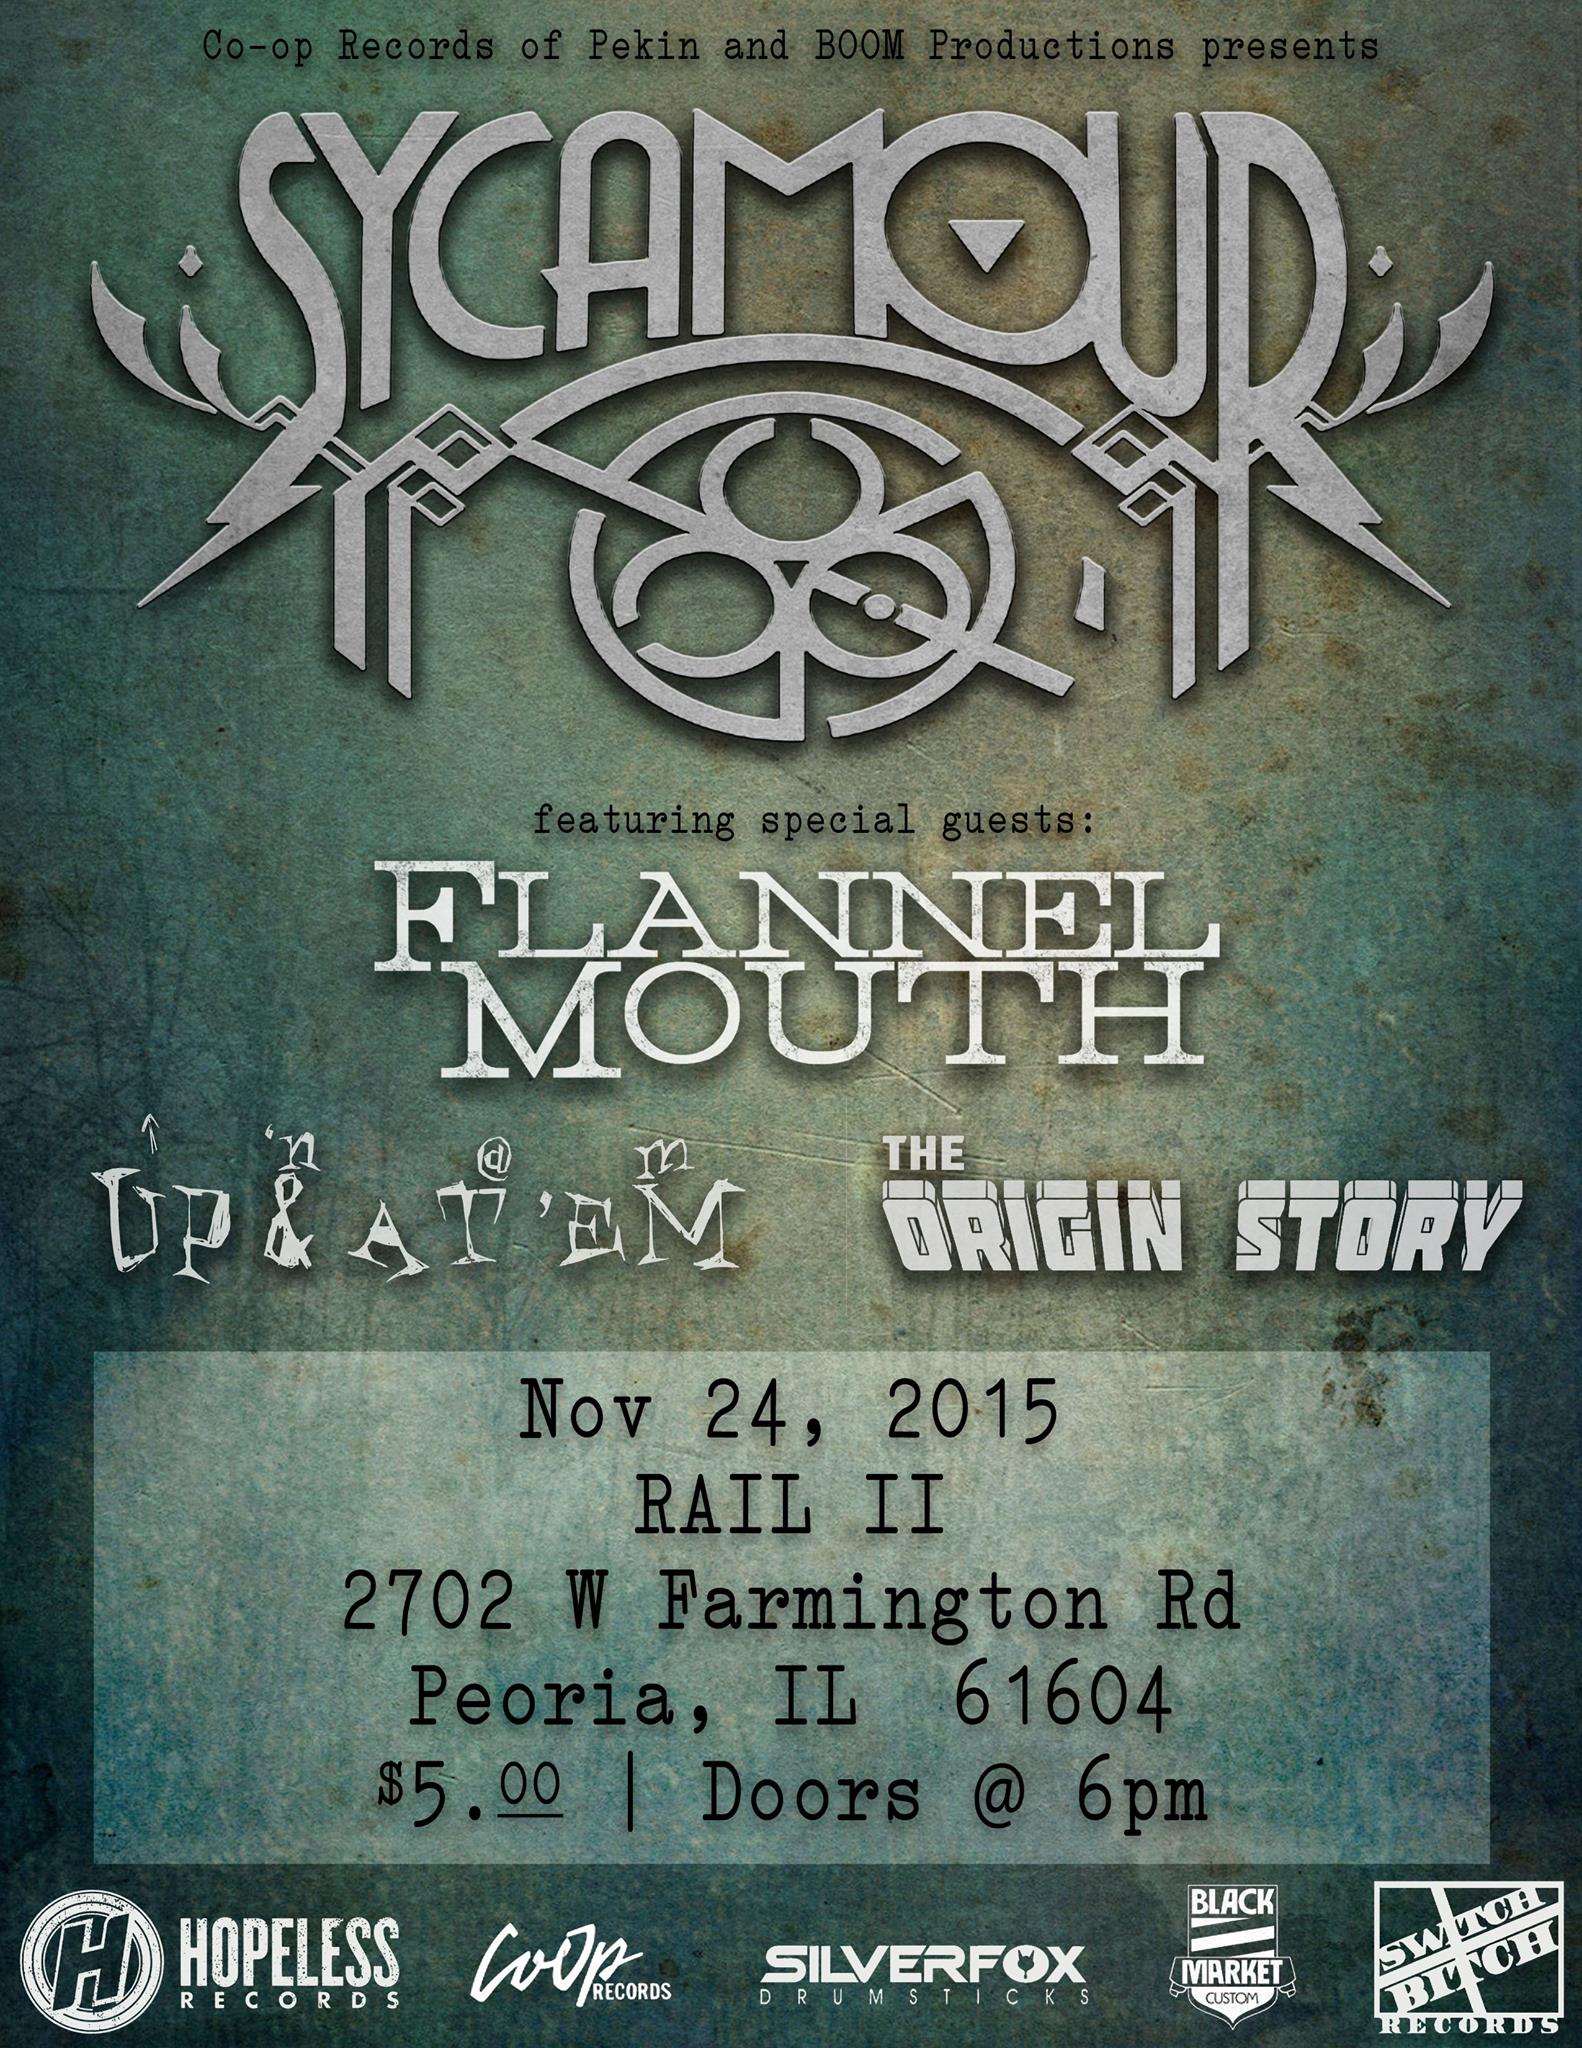 Co-op Records of Pekin and BOOM Productions presents
SYCAMOUR
featuring special guests:
FLANNEL
MOUTH
↑ 'n @ m
UP & AT 'EM
THE
ORIGIN STORY
Nov 24, 2015
RAIL II
2702 W Farmington Rd
Peoria, IL 61604
$5.00 | Doors @ 6pm
H HOPELESS
RECORDS
CoOp
RECORDS
SILVERFOX
DRUMSTICKS
BLACK
MARKET
CUSTOM
SWITCH
BITCH
RECORDS